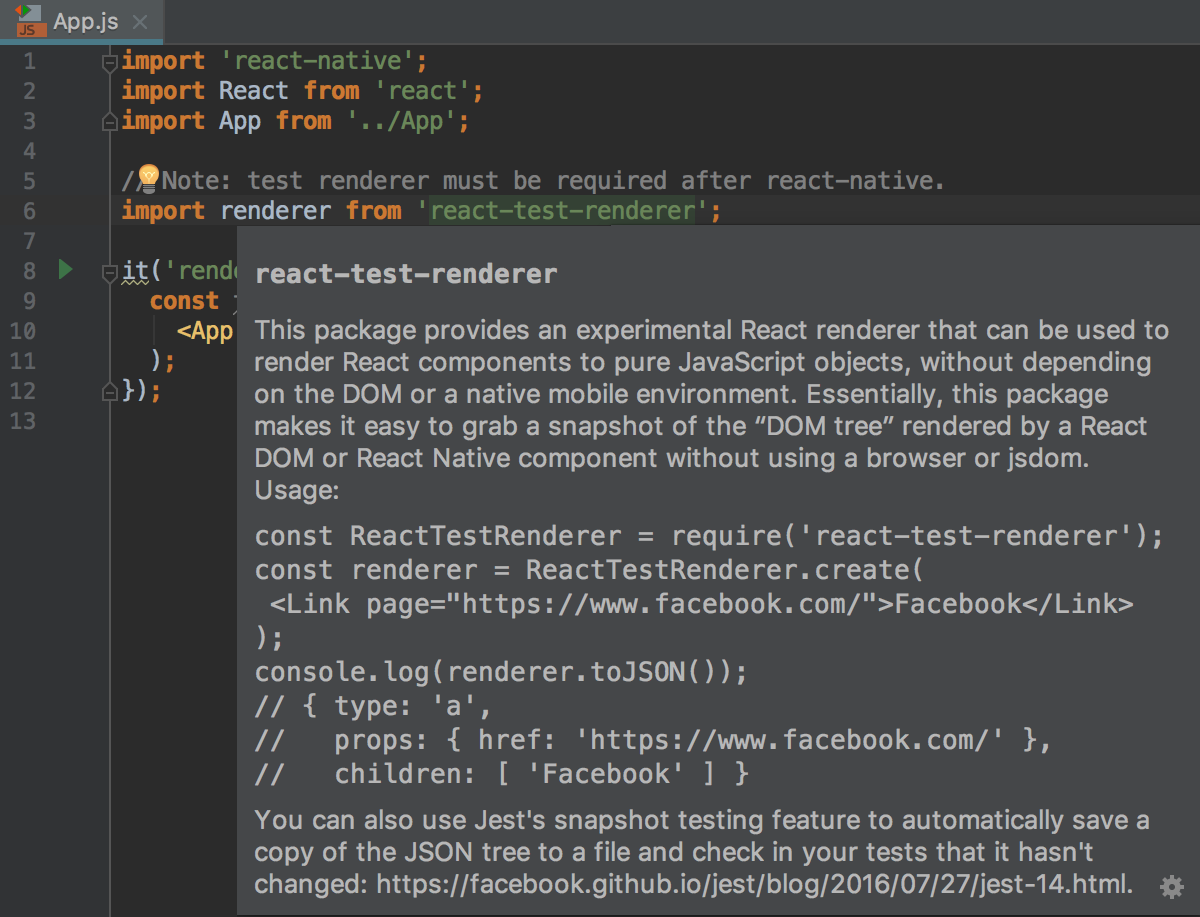 JS App.js
1 import 'react-native';
2 import React from 'react';
3 import App from '../App';
4
5 // Note: test renderer must be required after react-native.
6 import renderer from 'react-test-renderer';
7
8 it('rende
9 const
10 <App
11 );
12 });
13
react-test-renderer
This package provides an experimental React renderer that can be used to
render React components to pure JavaScript objects, without depending
on the DOM or a native mobile environment. Essentially, this package
makes it easy to grab a snapshot of the “DOM tree” rendered by a React
DOM or React Native component without using a browser or jsdom.
Usage:
const ReactTestRenderer = require('react-test-renderer');
const renderer = ReactTestRenderer.create(
<Link page="https://www.facebook.com/">Facebook</Link>
);
console.log(renderer.toJSON());
// { type: 'a',
//   props: { href: 'https://www.facebook.com/' },
//   children: [ 'Facebook' ] }
You can also use Jest's snapshot testing feature to automatically save a
copy of the JSON tree to a file and check in your tests that it hasn't
changed: https://facebook.github.io/jest/blog/2016/07/27/jest-14.html.